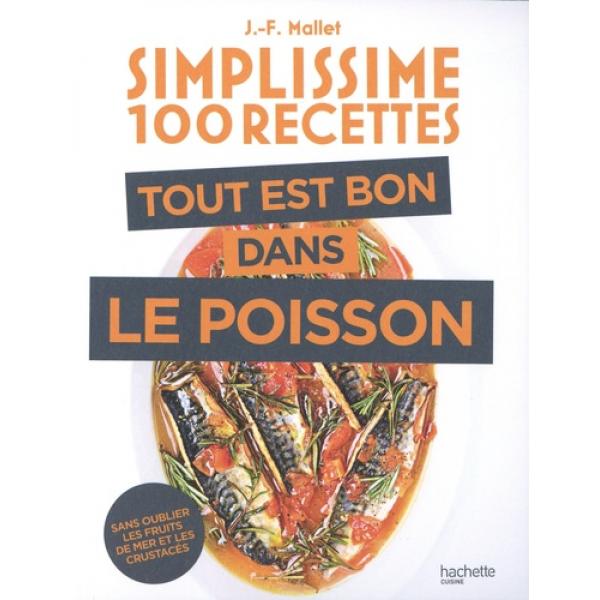 J.-F. Mallet
SIMPLISSIME
100 RECETTES
TOUT EST BON
DANS
LE POISSON
SANS OUBLIER
LES FRUITS
DE MER ET LES
CRUSTACÉS
hachette
CUISINE